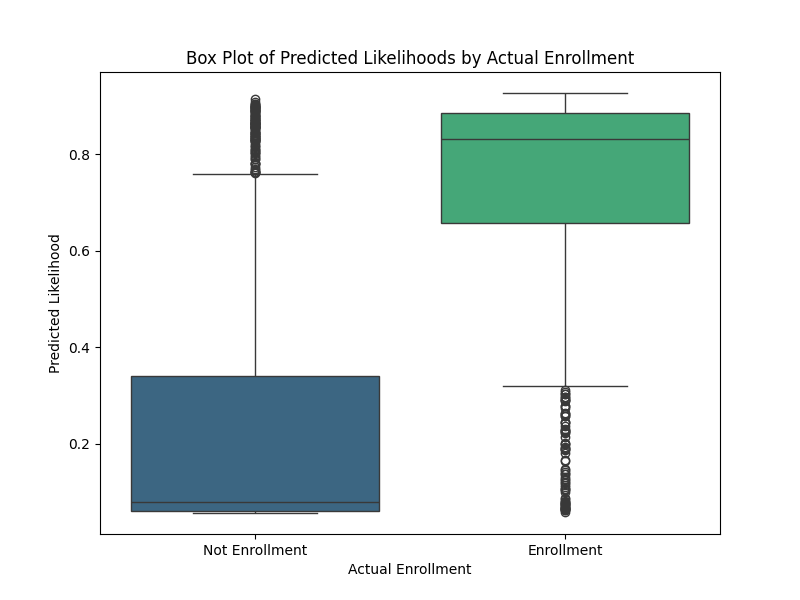 Box Plot of Predicted Likelihoods by Actual Enrollment
Predicted Likelihood
0.8
0.6
0.4
0.2
Not Enrollment
Enrollment
Actual Enrollment